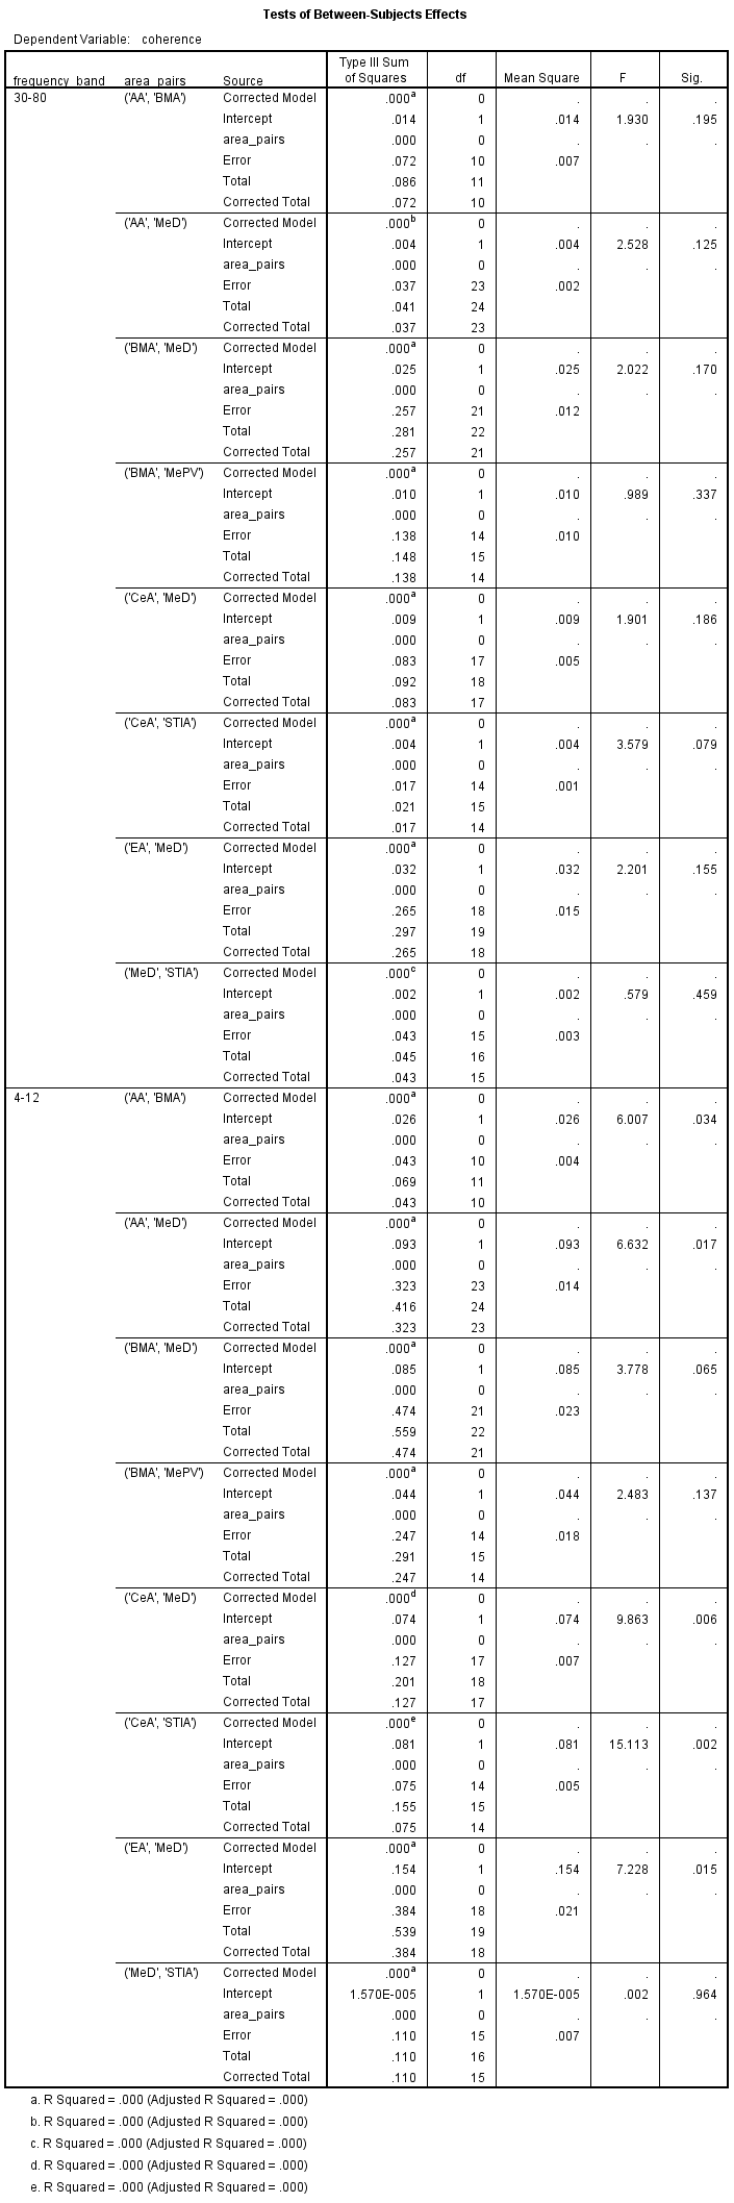 Tests of Between-Subjects Effects
Dependent Variable: coherence
frequency_band area_pairs Source Type III Sum of Squares df Mean Square F Sig.
30-80 ('AA', 'BMA') Corrected Model .000a 0 . . .
Intercept .014 1 .014 1.930 .195
area_pairs .000 0 . . .
Error .072 10 .007
Total .086 11
Corrected Total .072 10
('AA', 'MeD') Corrected Model .000b 0 . . .
Intercept .004 1 .004 2.528 .125
area_pairs .000 0 . . .
Error .037 23 .002
Total .041 24
Corrected Total .037 23
('BMA', 'MeD') Corrected Model .000a 0 . . .
Intercept .025 1 .025 2.022 .170
area_pairs .000 0 . . .
Error .257 21 .012
Total .281 22
Corrected Total .257 21
('BMA', 'MePV') Corrected Model .000a 0 . . .
Intercept .010 1 .010 .989 .337
area_pairs .000 0 . . .
Error .138 14 .010
Total .148 15
Corrected Total .138 14
('CeA', 'MeD') Corrected Model .000a 0 . . .
Intercept .009 1 .009 1.901 .186
area_pairs .000 0 . . .
Error .083 17 .005
Total .092 18
Corrected Total .083 17
('CeA', 'STIA') Corrected Model .000a 0 . . .
Intercept .004 1 .004 3.579 .079
area_pairs .000 0 . . .
Error .017 14 .001
Total .021 15
Corrected Total .017 14
('EA', 'MeD') Corrected Model .000a 0 . . .
Intercept .032 1 .032 2.201 .155
area_pairs .000 0 . . .
Error .265 18 .015
Total .297 19
Corrected Total .265 18
('MeD', 'STIA') Corrected Model .000c 0 . . .
Intercept .002 1 .002 .579 .459
area_pairs .000 0 . . .
Error .043 15 .003
Total .045 16
Corrected Total .043 15
4-12 ('AA', 'BMA') Corrected Model .000a 0 . . .
Intercept .026 1 .026 6.007 .034
area_pairs .000 0 . . .
Error .043 10 .004
Total .069 11
Corrected Total .043 10
('AA', 'MeD') Corrected Model .000a 0 . . .
Intercept .093 1 .093 6.632 .017
area_pairs .000 0 . . .
Error .323 23 .014
Total .416 24
Corrected Total .323 23
('BMA', 'MeD') Corrected Model .000a 0 . . .
Intercept .085 1 .085 3.778 .065
area_pairs .000 0 . . .
Error .474 21 .023
Total .559 22
Corrected Total .474 21
('BMA', 'MePV') Corrected Model .000a 0 . . .
Intercept .044 1 .044 2.483 .137
area_pairs .000 0 . . .
Error .247 14 .018
Total .291 15
Corrected Total .247 14
('CeA', 'MeD') Corrected Model .000d 0 . . .
Intercept .074 1 .074 9.863 .006
area_pairs .000 0 . . .
Error .127 17 .007
Total .201 18
Corrected Total .127 17
('CeA', 'STIA') Corrected Model .000e 0 . . .
Intercept .081 1 .081 15.113 .002
area_pairs .000 0 . . .
Error .075 14 .005
Total .155 15
Corrected Total .075 14
('EA', 'MeD') Corrected Model .000a 0 . . .
Intercept .154 1 .154 7.228 .015
area_pairs .000 0 . . .
Error .384 18 .021
Total .539 19
Corrected Total .384 18
('MeD', 'STIA') Corrected Model .000a 0 . . .
Intercept 1.570E-005 1 1.570E-005 .002 .964
area_pairs .000 0 . . .
Error .110 15 .007
Total .110 16
Corrected Total .110 15
a. R Squared = .000 (Adjusted R Squared = .000)
b. R Squared = .000 (Adjusted R Squared = .000)
c. R Squared = .000 (Adjusted R Squared = .000)
d. R Squared = .000 (Adjusted R Squared = .000)
e. R Squared = .000 (Adjusted R Squared = .000)